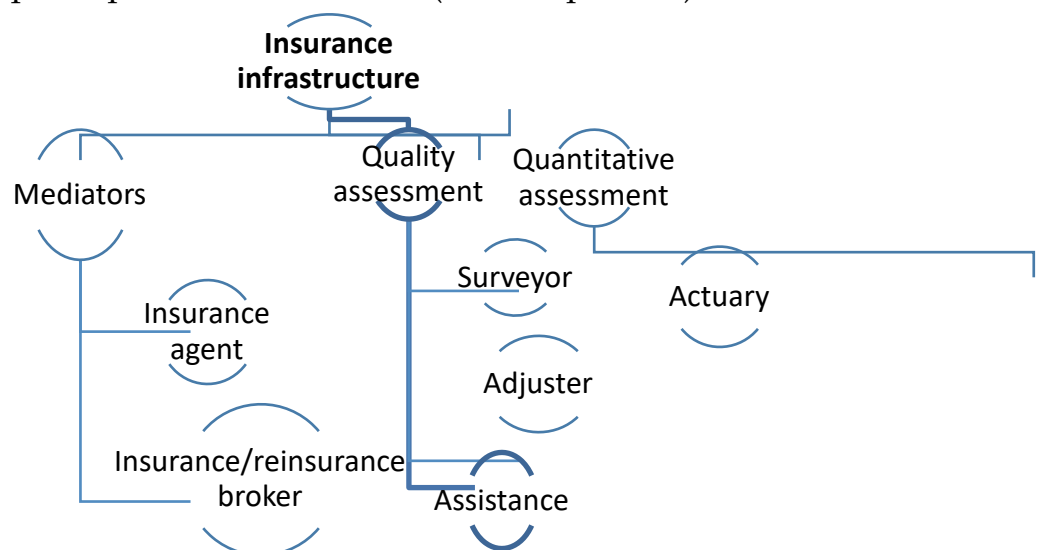 Insurance
infrastructure
Mediators
Quality
assessment
Quantitative
assessment
Insurance
agent
Insurance/reinsurance
broker
Surveyor
Adjuster
Assistance
Actuary